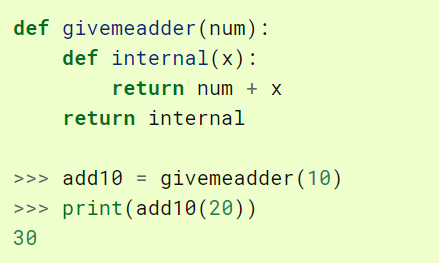 def givemeadder(num):
    def internal(x):
        return num + x
    return internal

>>> add10 = givemeadder(10)
>>> print(add10(20))
30